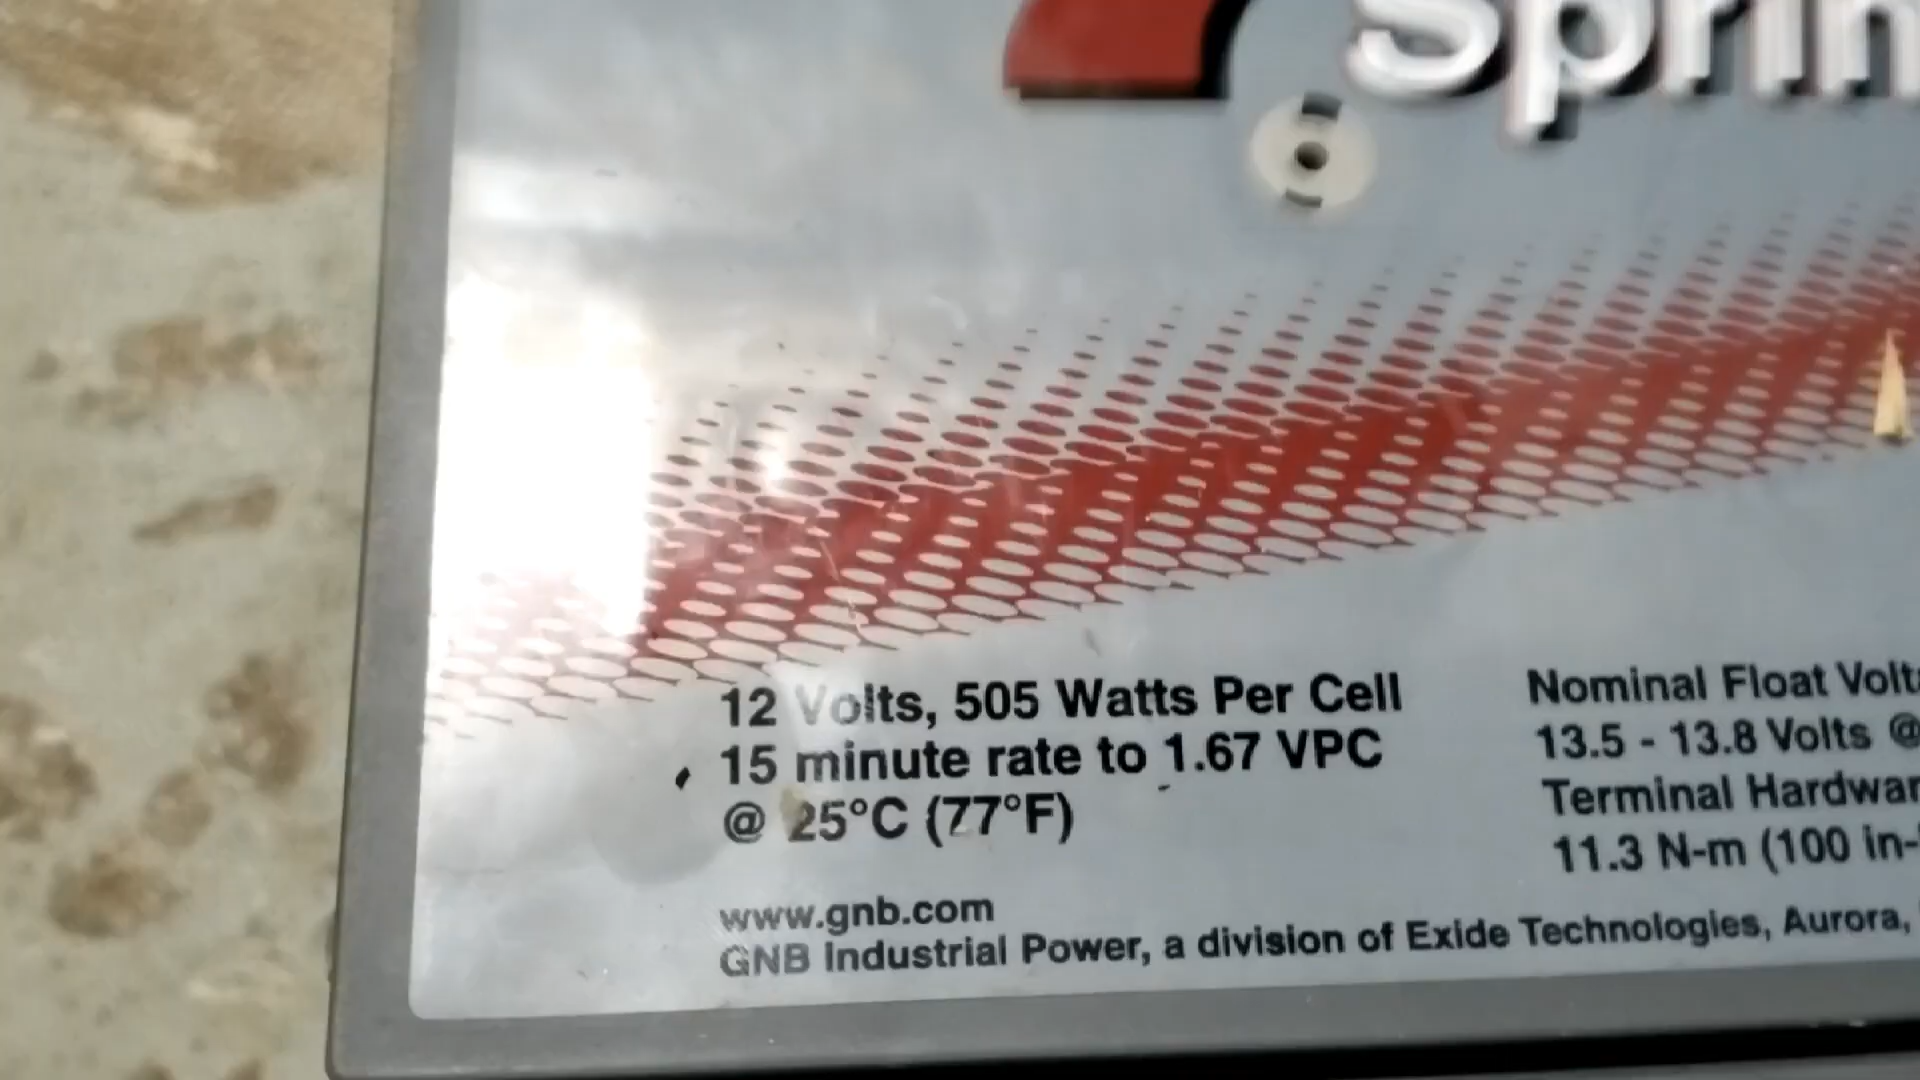 Sprin
12 Volts, 505 Watts Per Cell
15 minute rate to 1.67 VPC
@ 25°C (77°F)
Nominal Float Volta
13.5 - 13.8 Volts @
Terminal Hardwar
11.3 N-m (100 in-
www.gnb.com
GNB Industrial Power, a division of Exide Technologies, Aurora,